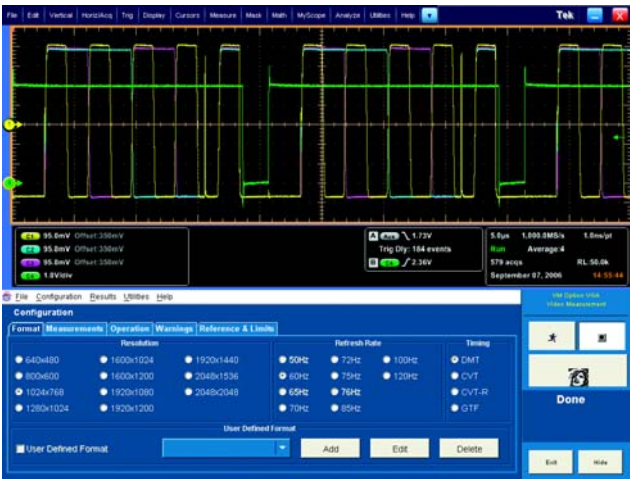 File Edit Vertical Horiz/Acq Trig Display Cursors Measure Mask Math MyScope Analyze Utilities Help Tek
C1 95.0mV Offset:350mV
C2 95.0mV Offset:350mV
C3 95.0mV Offset:350mV
C4 1.0V/div
A Aux 1.73V
Trig Dly: 184 events
B C4 2.36V
5.0µs 1,000.0MS/s 1.0ns/pt
Run Average:4
579 acqs RL:50.0k
September 07, 2006 14:55:44
File Configuration Results Utilities Help
Configuration
Format Measurements Operation Warnings Reference & Limits
Resolution Refresh Rate Timing
640x480 1600x1024 1920x1440 50Hz 72Hz 100Hz DMT
800x600 1600x1200 2048x1536 60Hz 75Hz 120Hz CVT
1024x768 1920x1080 2048x2048 65Hz 76Hz CVT-R
1280x1024 1920x1200 70Hz 85Hz GTF
User Defined Format
User Defined Format Add Edit Delete
Video Measurement
Done
Exit Hide